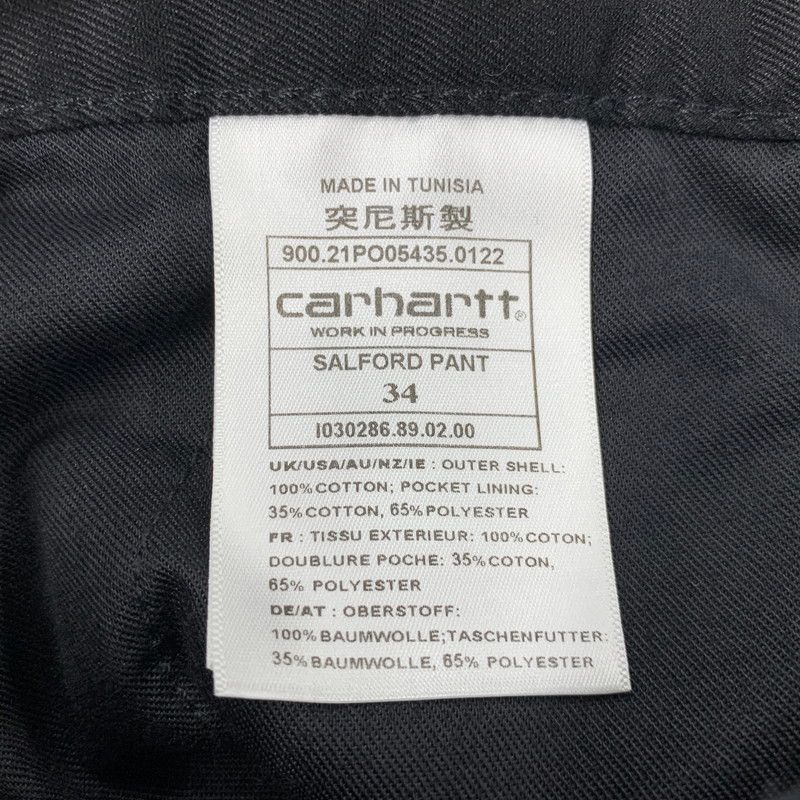 MADE IN TUNISIA
突尼斯製
900.21PO05435.0122
carhartt®
WORK IN PROGRESS
SALFORD PANT
34
I030286.89.02.00
UK/USA/AU/NZ/IE : OUTER SHELL:
100% COTTON; POCKET LINING:
35% COTTON, 65% POLYESTER
FR : TISSU EXTERIEUR: 100% COTON;
DOUBLURE POCHE: 35% COTON,
65% POLYESTER
DE/AT : OBERSTOFF:
100% BAUMWOLLE;TASCHENFUTTER:
35% BAUMWOLLE, 65% POLYESTER